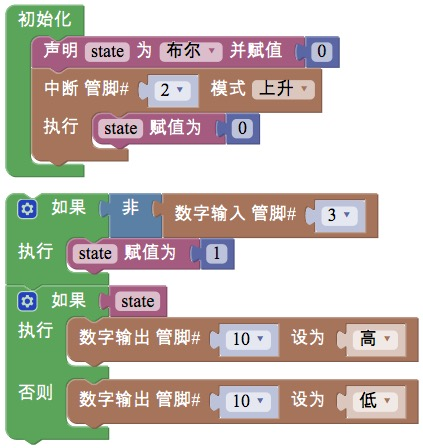 初始化
声明 state 为 布尔 并赋值 0
中断 管脚# 2 模式 上升
执行 state 赋值为 0
如果 非 数字输入 管脚# 3
执行 state 赋值为 1
如果 state
执行 数字输出 管脚# 10 设为 高
否则 数字输出 管脚# 10 设为 低